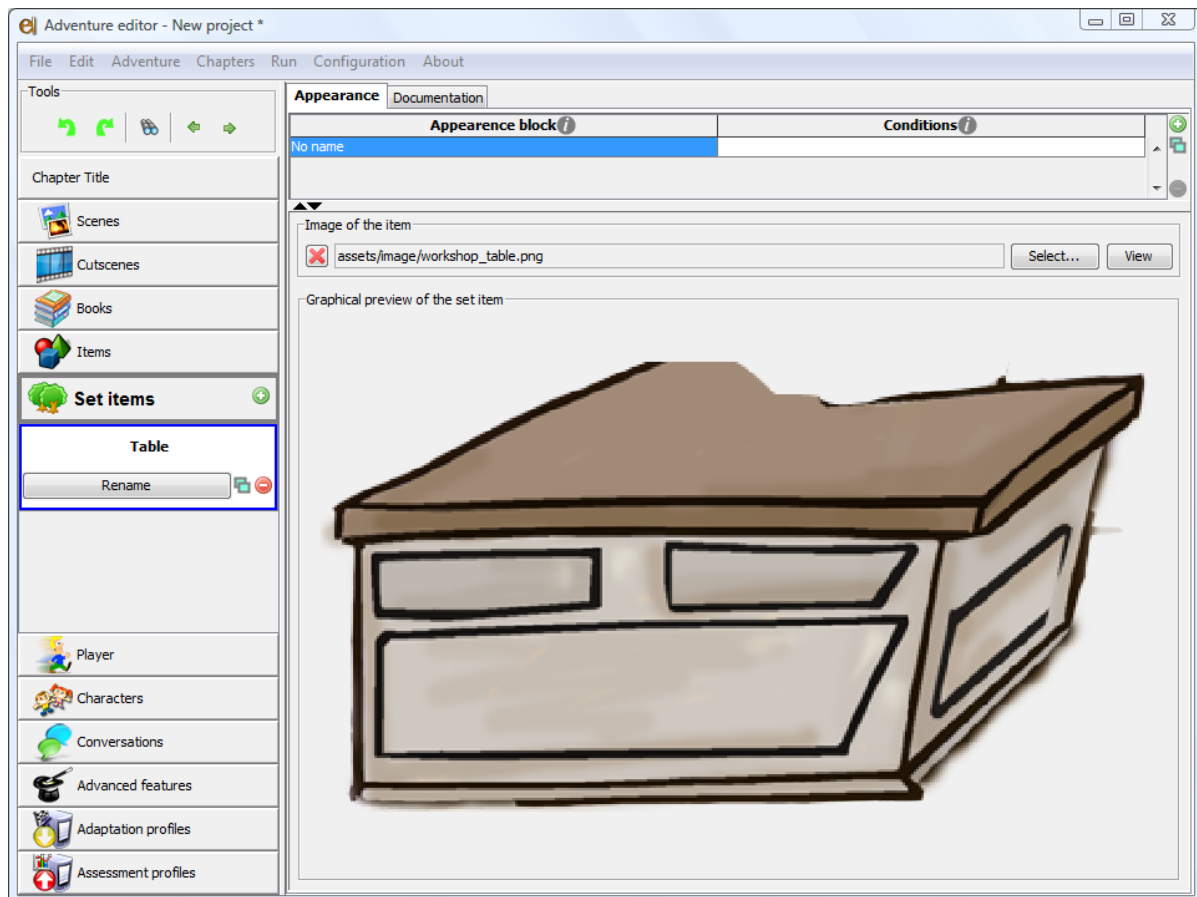 Adventure editor - New project *
File Edit Adventure Chapters Run Configuration About
Tools
Chapter Title
Scenes
Cutscenes
Books
Items
Set items
Table
Rename
Player
Characters
Conversations
Advanced features
Adaptation profiles
Assessment profiles
Appearance Documentation
Appearence block Conditions
No name
Image of the item
assets/image/workshop_table.png Select... View
Graphical preview of the set item